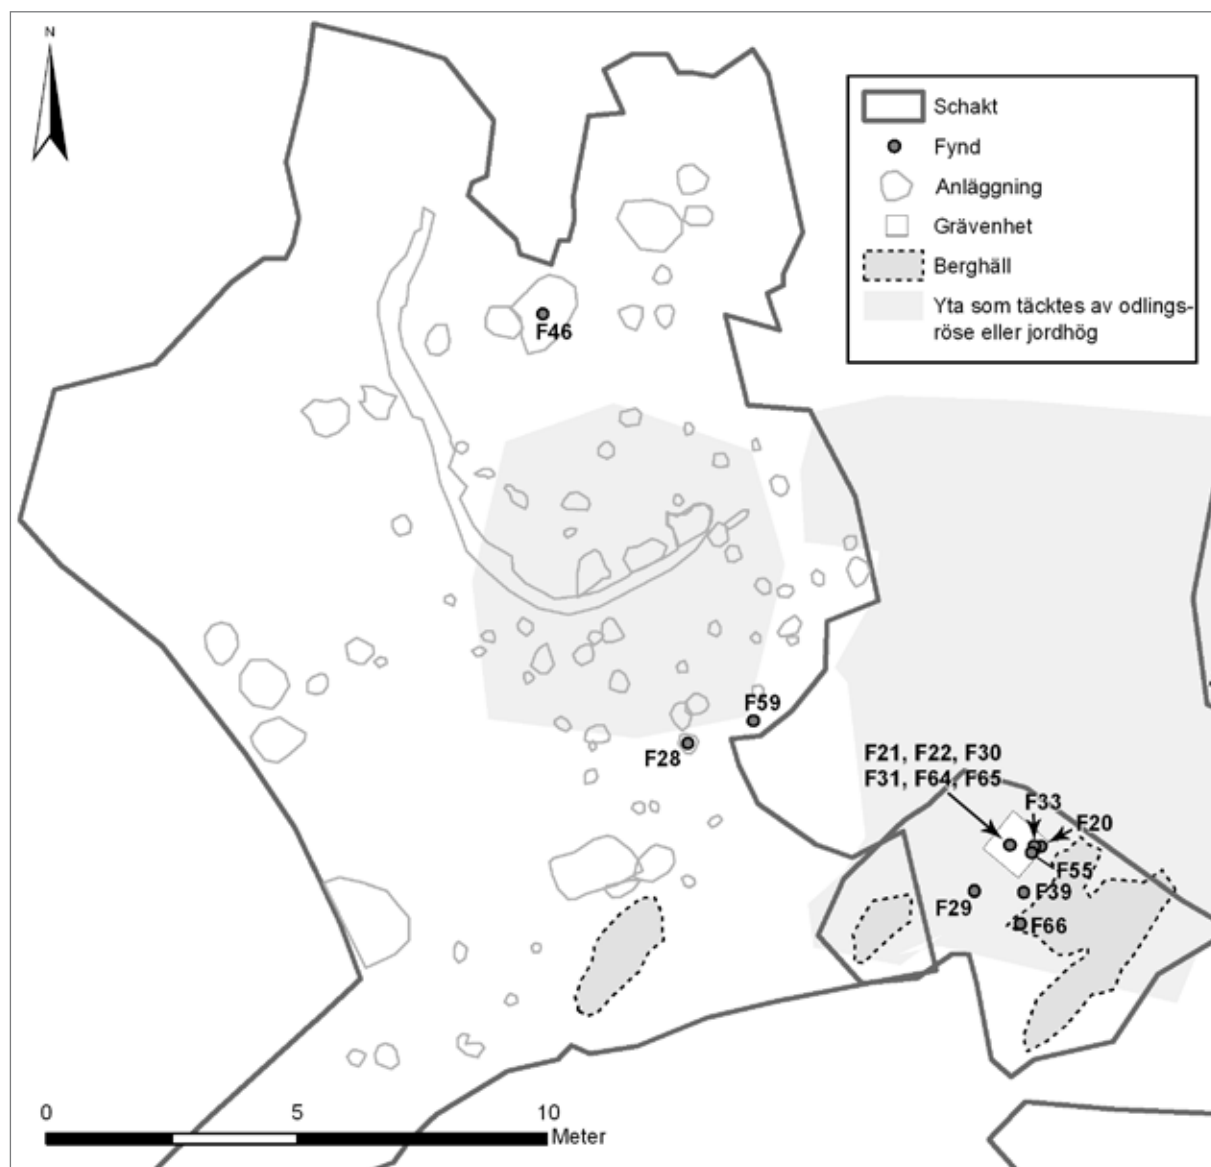 N
Schakt
Fynd
Anläggning
Grävenhet
Berghäll
Yta som täcktes av odlings-
röse eller jordhög
F46
F59
F28
F21, F22, F30
F31, F64, F65
F33
F20
F55
F29
F39
F66
0 5 10
Meter